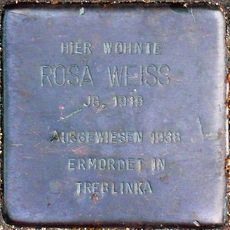 HIER WOHNTE
ROSA WEISS
JG. 1918
AUSGEWIESEN 1938
ERMORDET IN
TREBLINKA